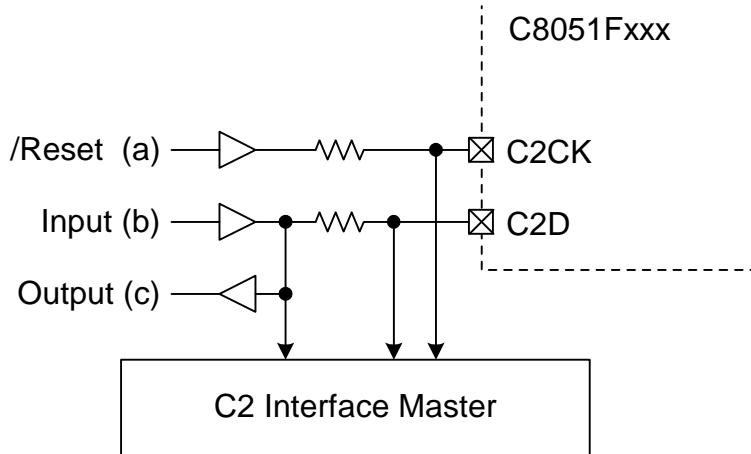 C8051Fxxx
/Reset (a)
C2CK
Input (b)
C2D
Output (c)
C2 Interface Master